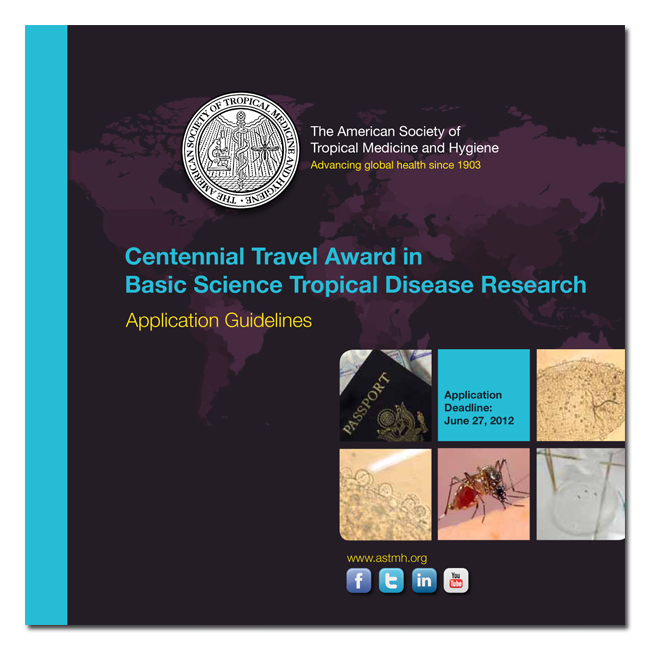 THE AMERICAN SOCIETY OF TROPICAL MEDICINE AND HYGIENE
The American Society of
Tropical Medicine and Hygiene
Advancing global health since 1903
Centennial Travel Award in
Basic Science Tropical Disease Research
Application Guidelines
PASSPORT
Application
Deadline:
June 27, 2012
www.astmh.org
f
t
in
You
Tube